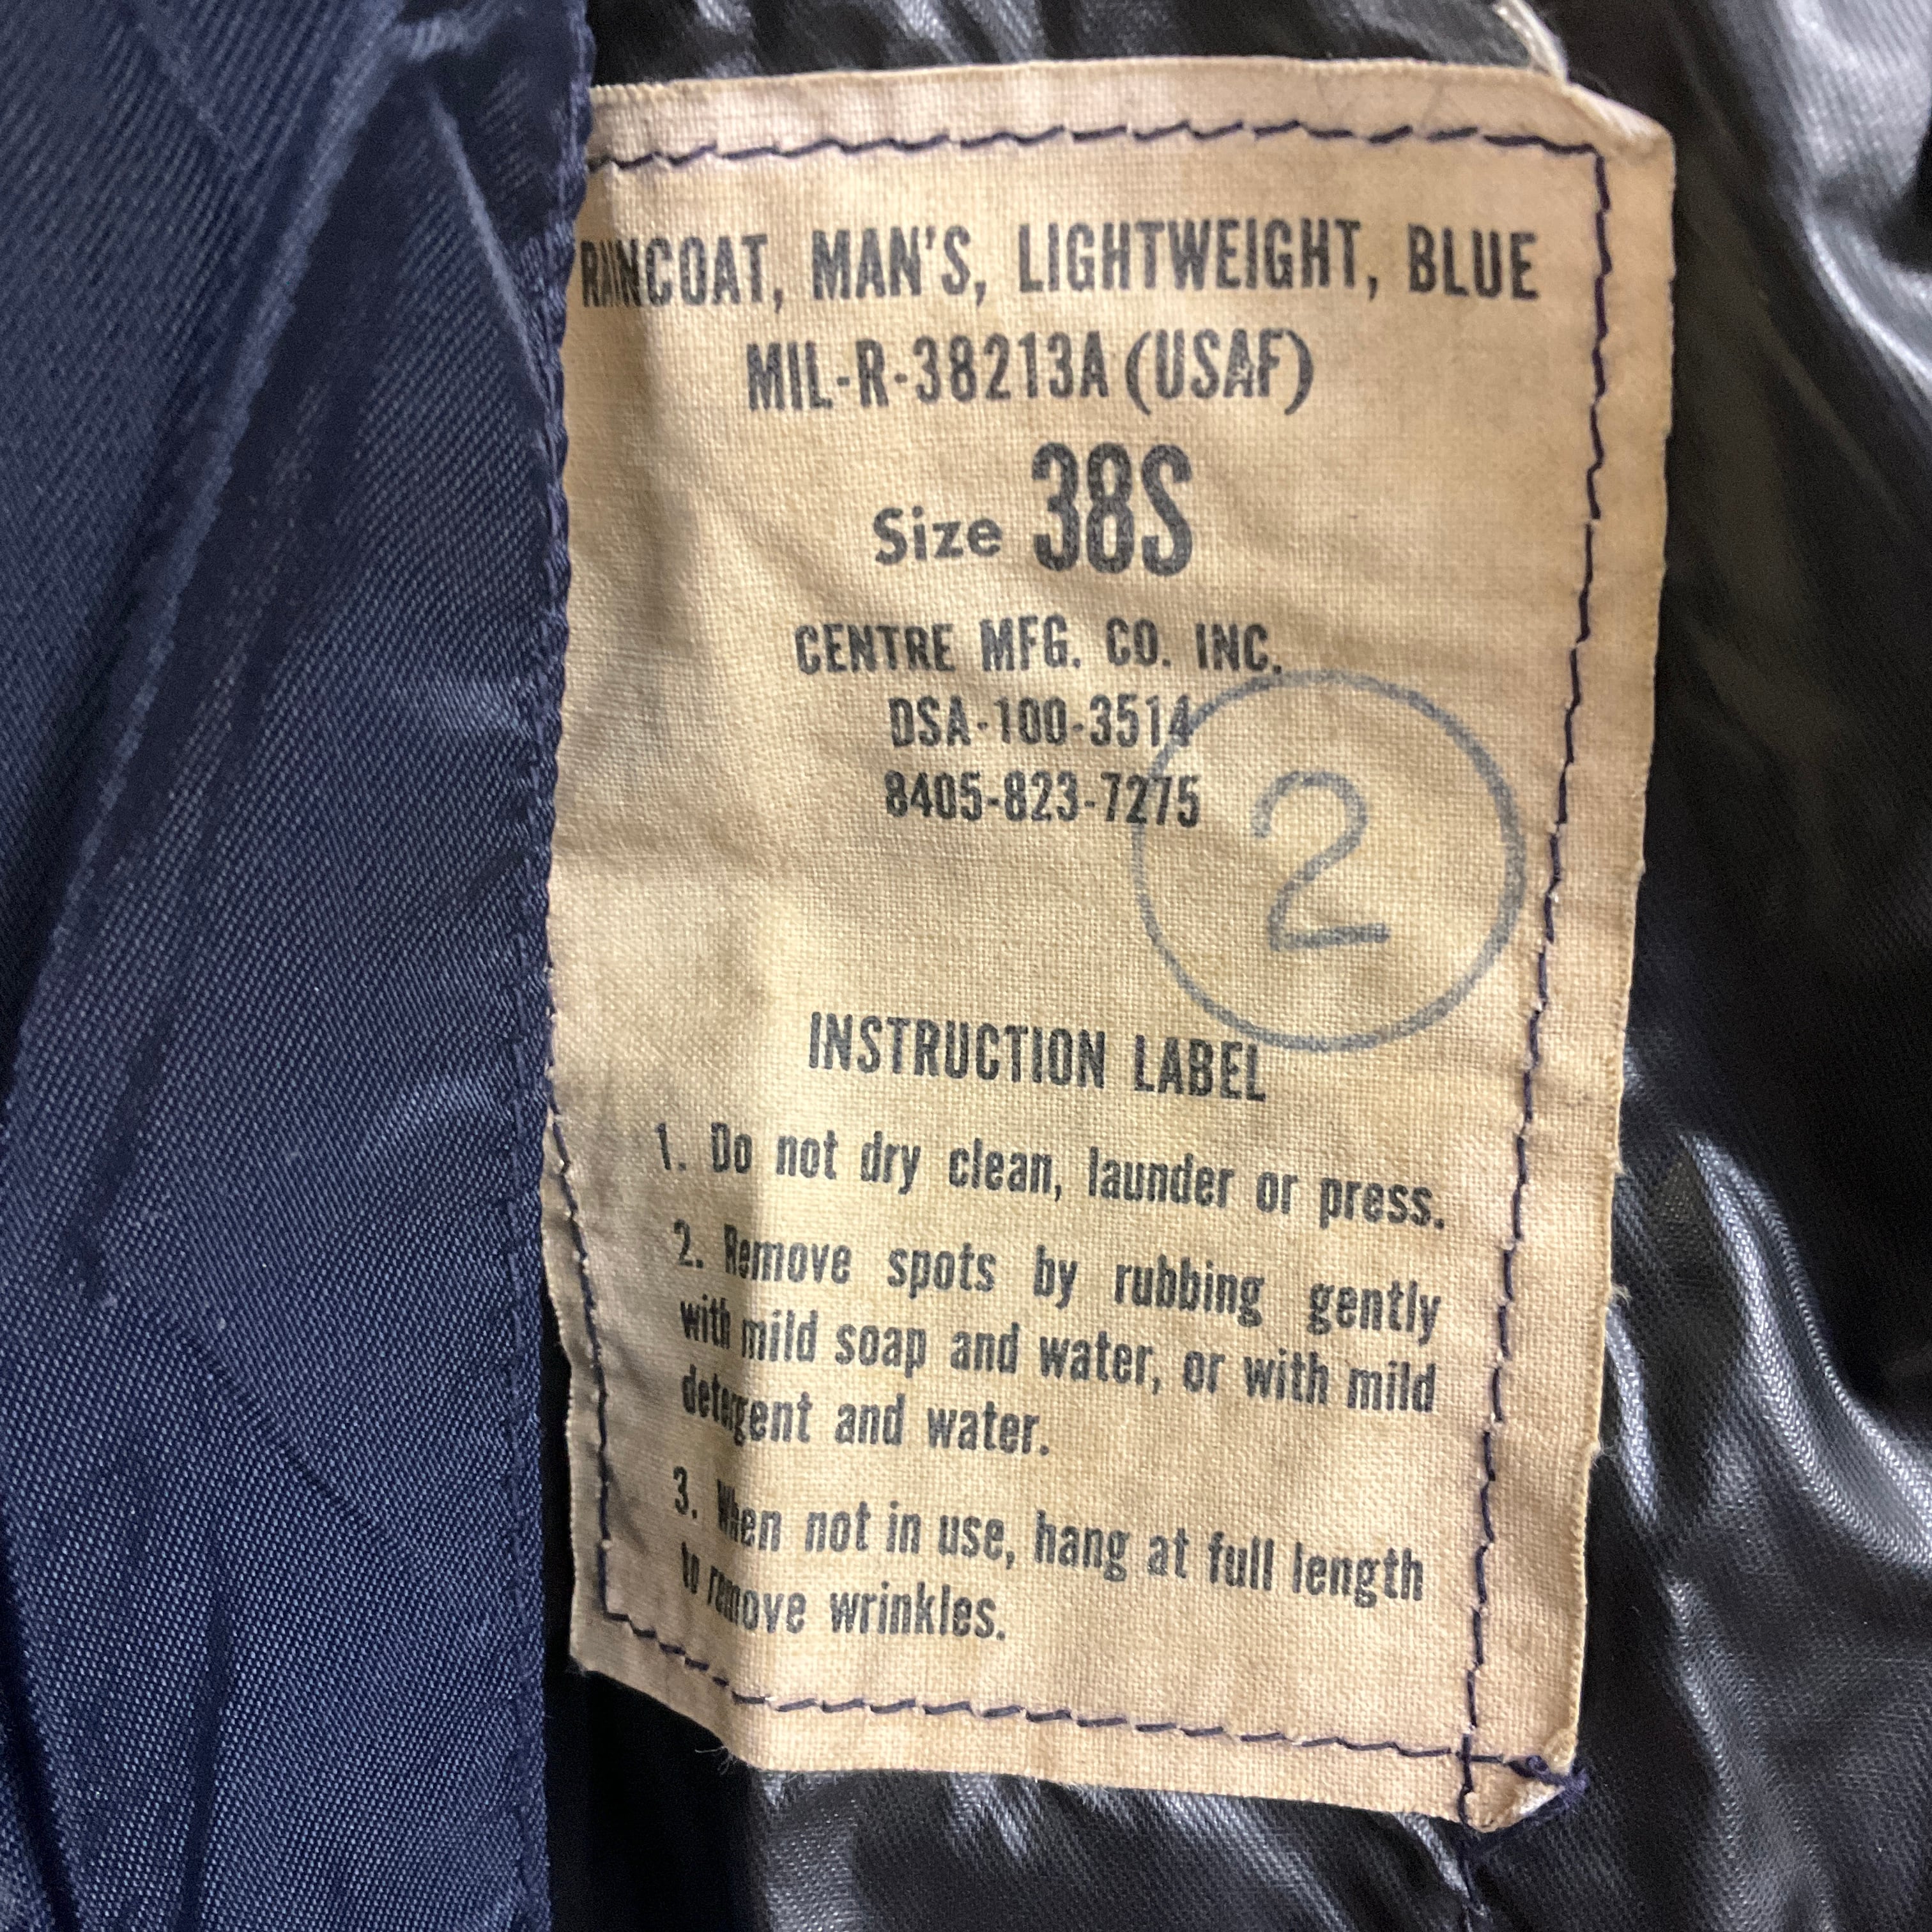 RAINCOAT, MAN'S, LIGHTWEIGHT, BLUE
MIL-R-38213A (USAF)
Size 38S
CENTRE MFG. CO. INC.
DSA-100-3514
8405-823-7275
2
INSTRUCTION LABEL
1. Do not dry clean, launder or press.
2. Remove spots by rubbing gently
with mild soap and water, or with mild
detergent and water.
3. When not in use, hang at full length
to remove wrinkles.